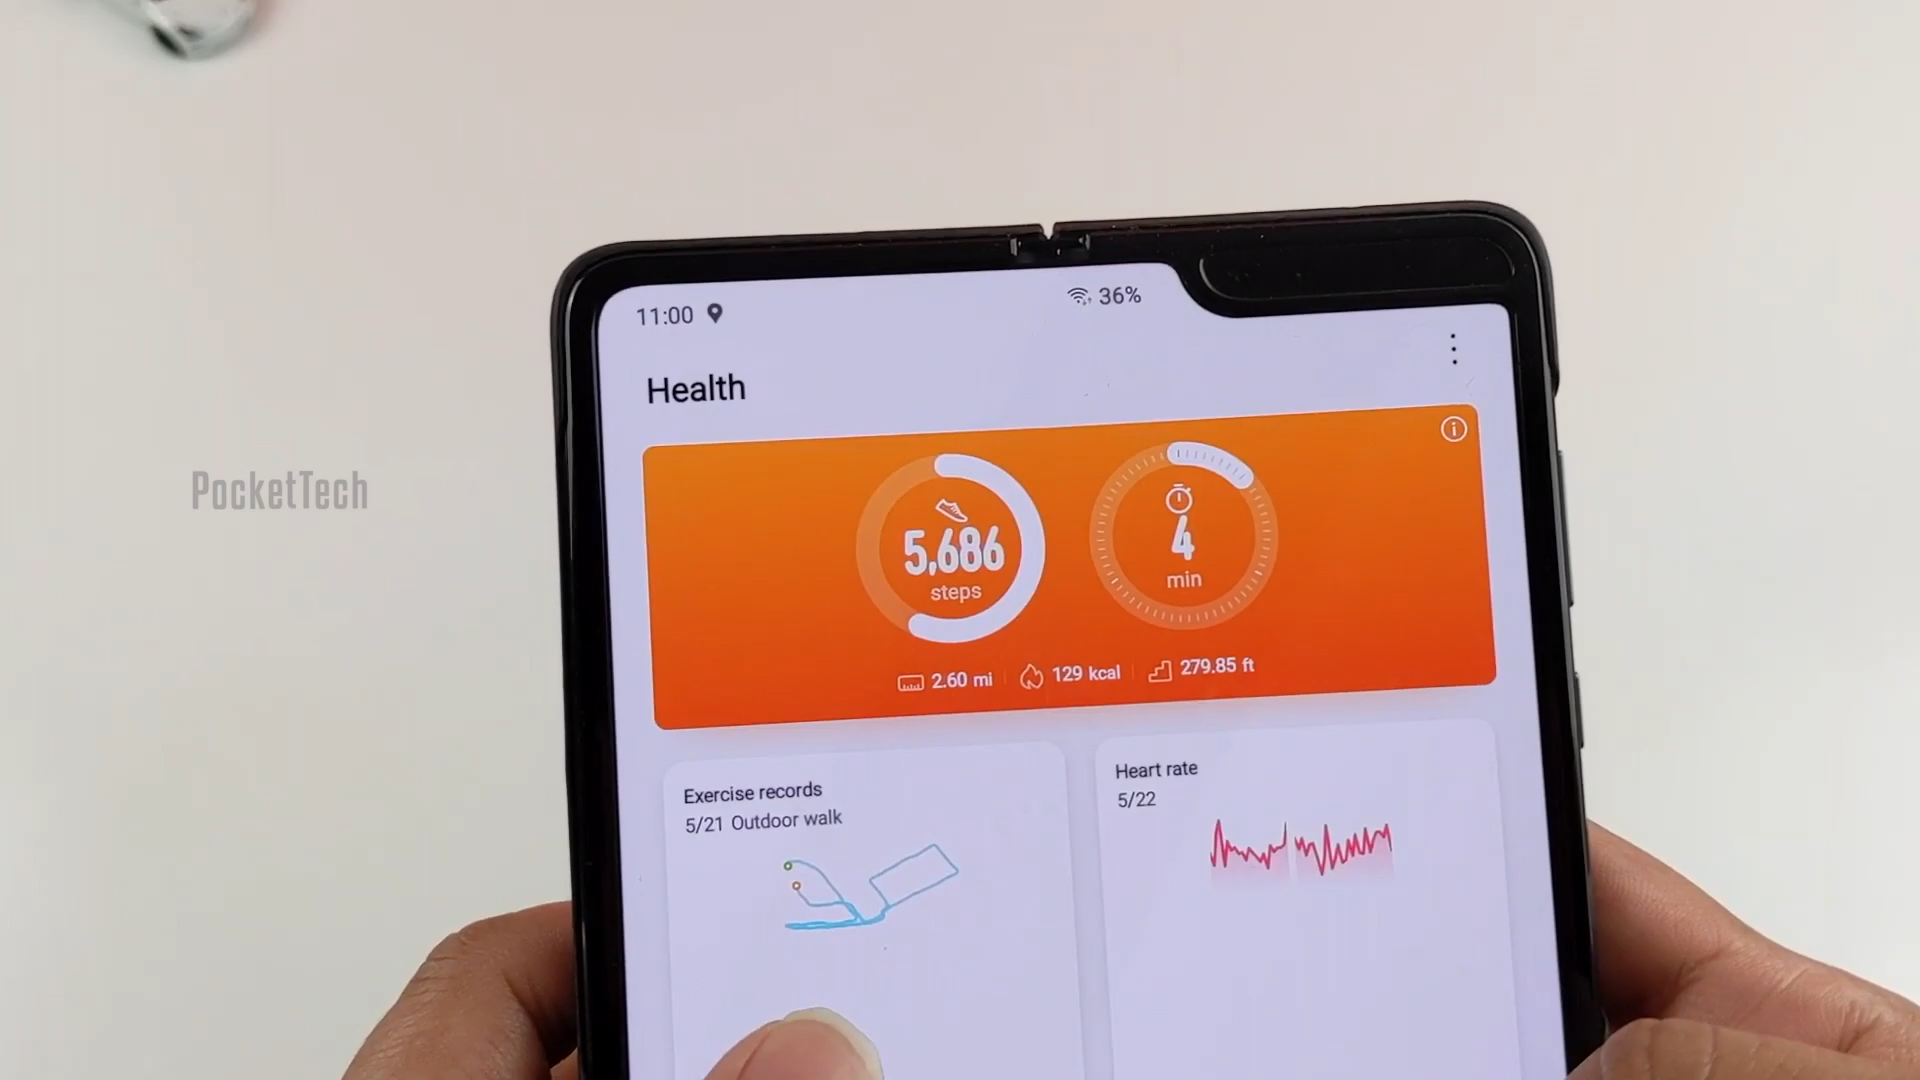 11:00 36%
Health
PocketTech
5,686
steps
4
min
2.60 mi 129 kcal 279.85 ft
Exercise records
5/21 Outdoor walk
Heart rate
5/22